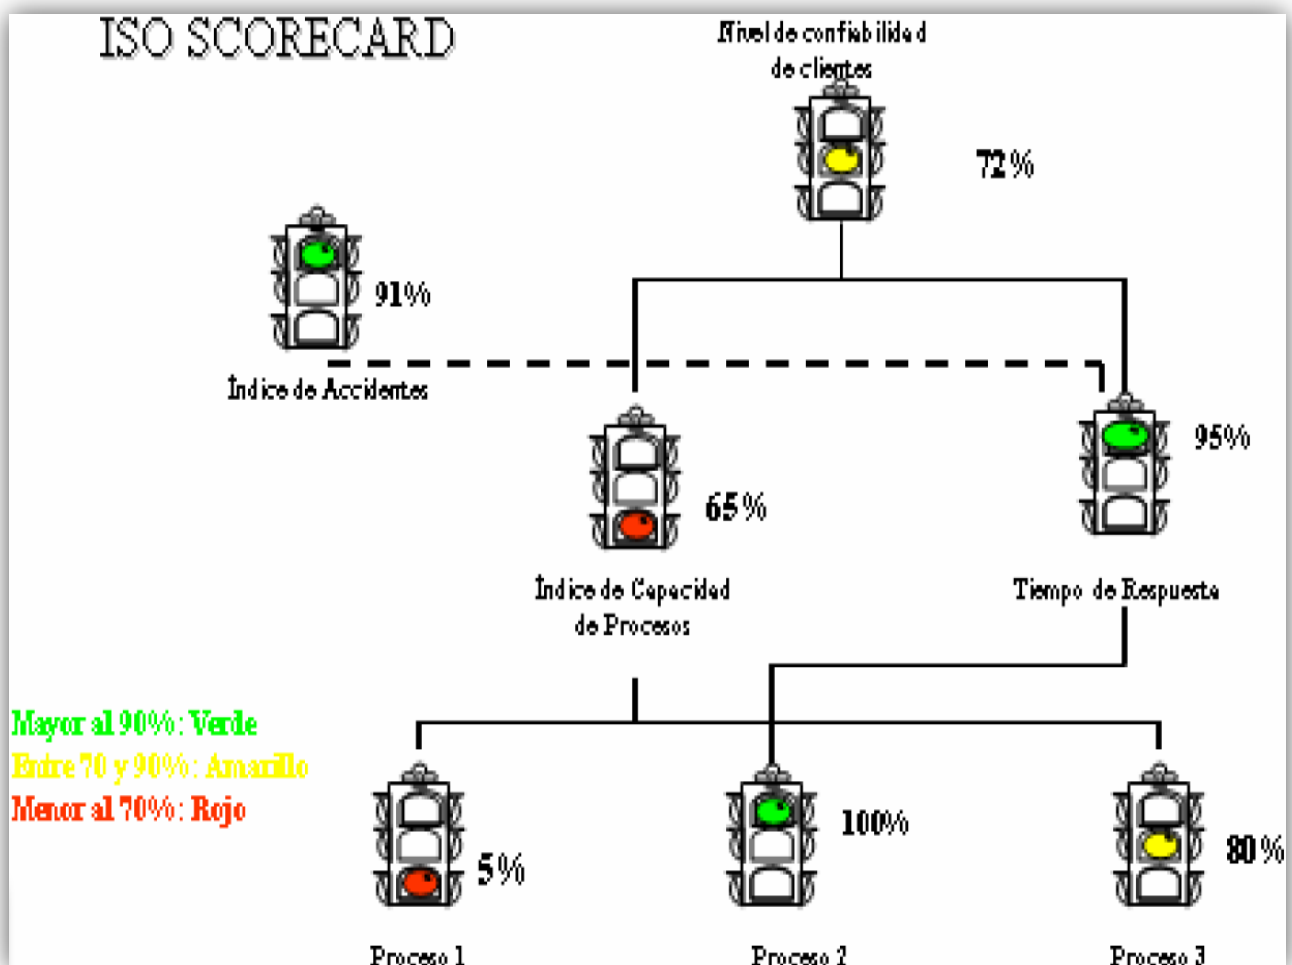 ISO SCORECARD
Nivel de confiabilidad
de clientes
72%
91%
Índice de Accidentes
95%
65%
Índice de Capacidad
de Procesos
Tiempo de Respuesta
Mayor al 90%: Verde
Entre 70 y 90%: Amarillo
Menor al 70%: Rojo
5%
100%
80%
Proceso 1
Proceso 2
Proceso 3